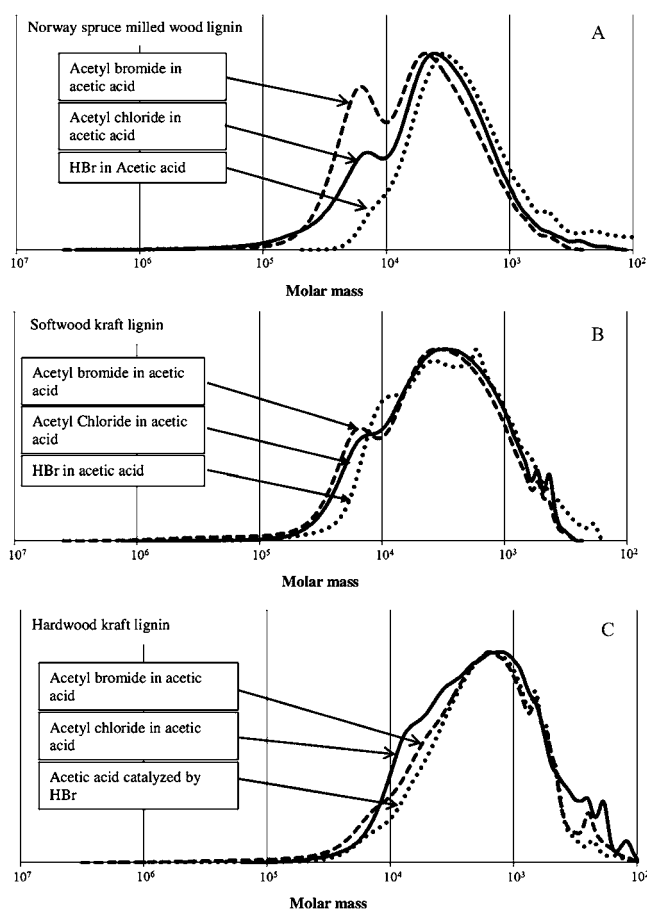 Norway spruce milled wood lignin
A
Acetyl bromide in
acetic acid
Acetyl chloride in
acetic acid
HBr in Acetic acid
10⁷ 10⁶ 10⁵ 10⁴ 10³ 10²
Molar mass
Softwood kraft lignin
B
Acetyl bromide in acetic
acid
Acetyl Chloride in acetic
acid
HBr in acetic acid
10⁷ 10⁶ 10⁵ 10⁴ 10³ 10²
Molar mass
Hardwood kraft lignin
C
Acetyl bromide in acetic
acid
Acetyl chloride in acetic
acid
Acetic acid catalyzed by
HBr
10⁷ 10⁶ 10⁵ 10⁴ 10³ 10²
Molar mass